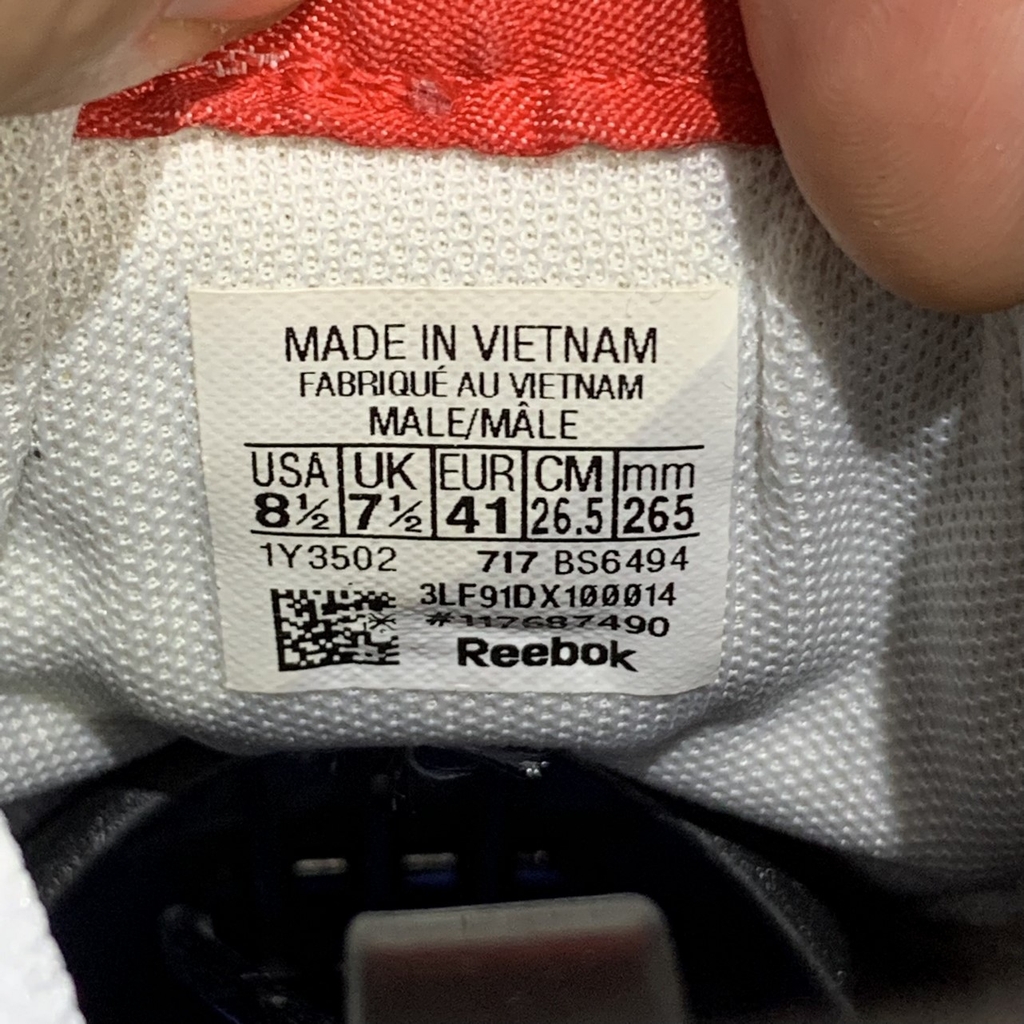 MADE IN VIETNAM
FABRIQUÉ AU VIETNAM
MALE/MÂLE
USA UK EUR CM mm
8½ 7½ 41 26.5 265
1Y3502 717 BS6494
3LF91DX100014
#117687490
Reebok